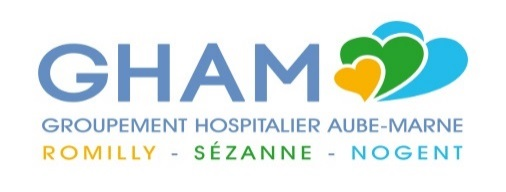 GHAM
GROUPEMENT HOSPITALIER AUBE-MARNE
ROMILLY - SÉZANNE - NOGENT